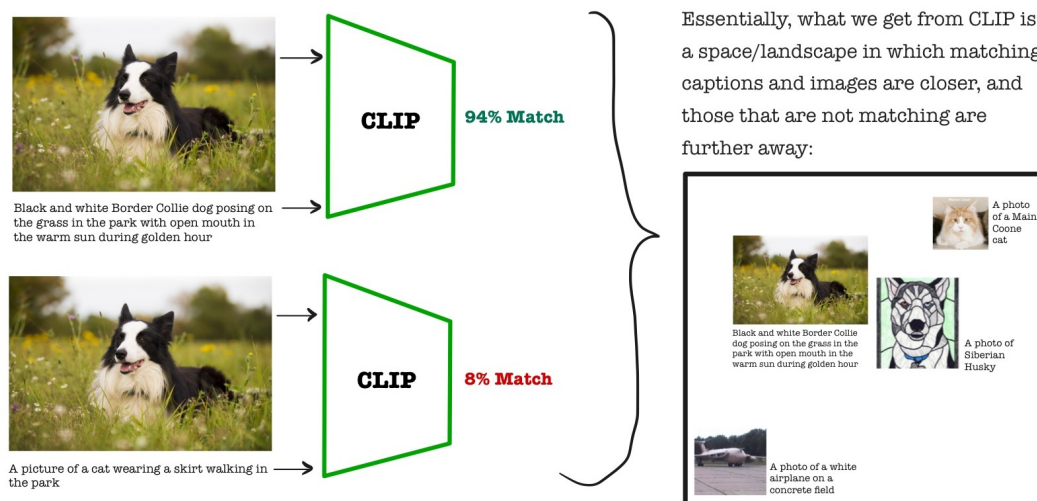 Essentially, what we get from CLIP is
a space/landscape in which matching
captions and images are closer, and
those that are not matching are
further away:
CLIP
94% Match
Black and white Border Collie dog posing on
the grass in the park with open mouth in
the warm sun during golden hour
CLIP
8% Match
A picture of a cat wearing a skirt walking in
the park
A photo
of a Main
Coone
cat
Black and white Border Collie
dog posing on the grass in the
park with open mouth in the
warm sun during golden hour
A photo of
Siberian
Husky
A photo of a white
airplane on a
concrete field